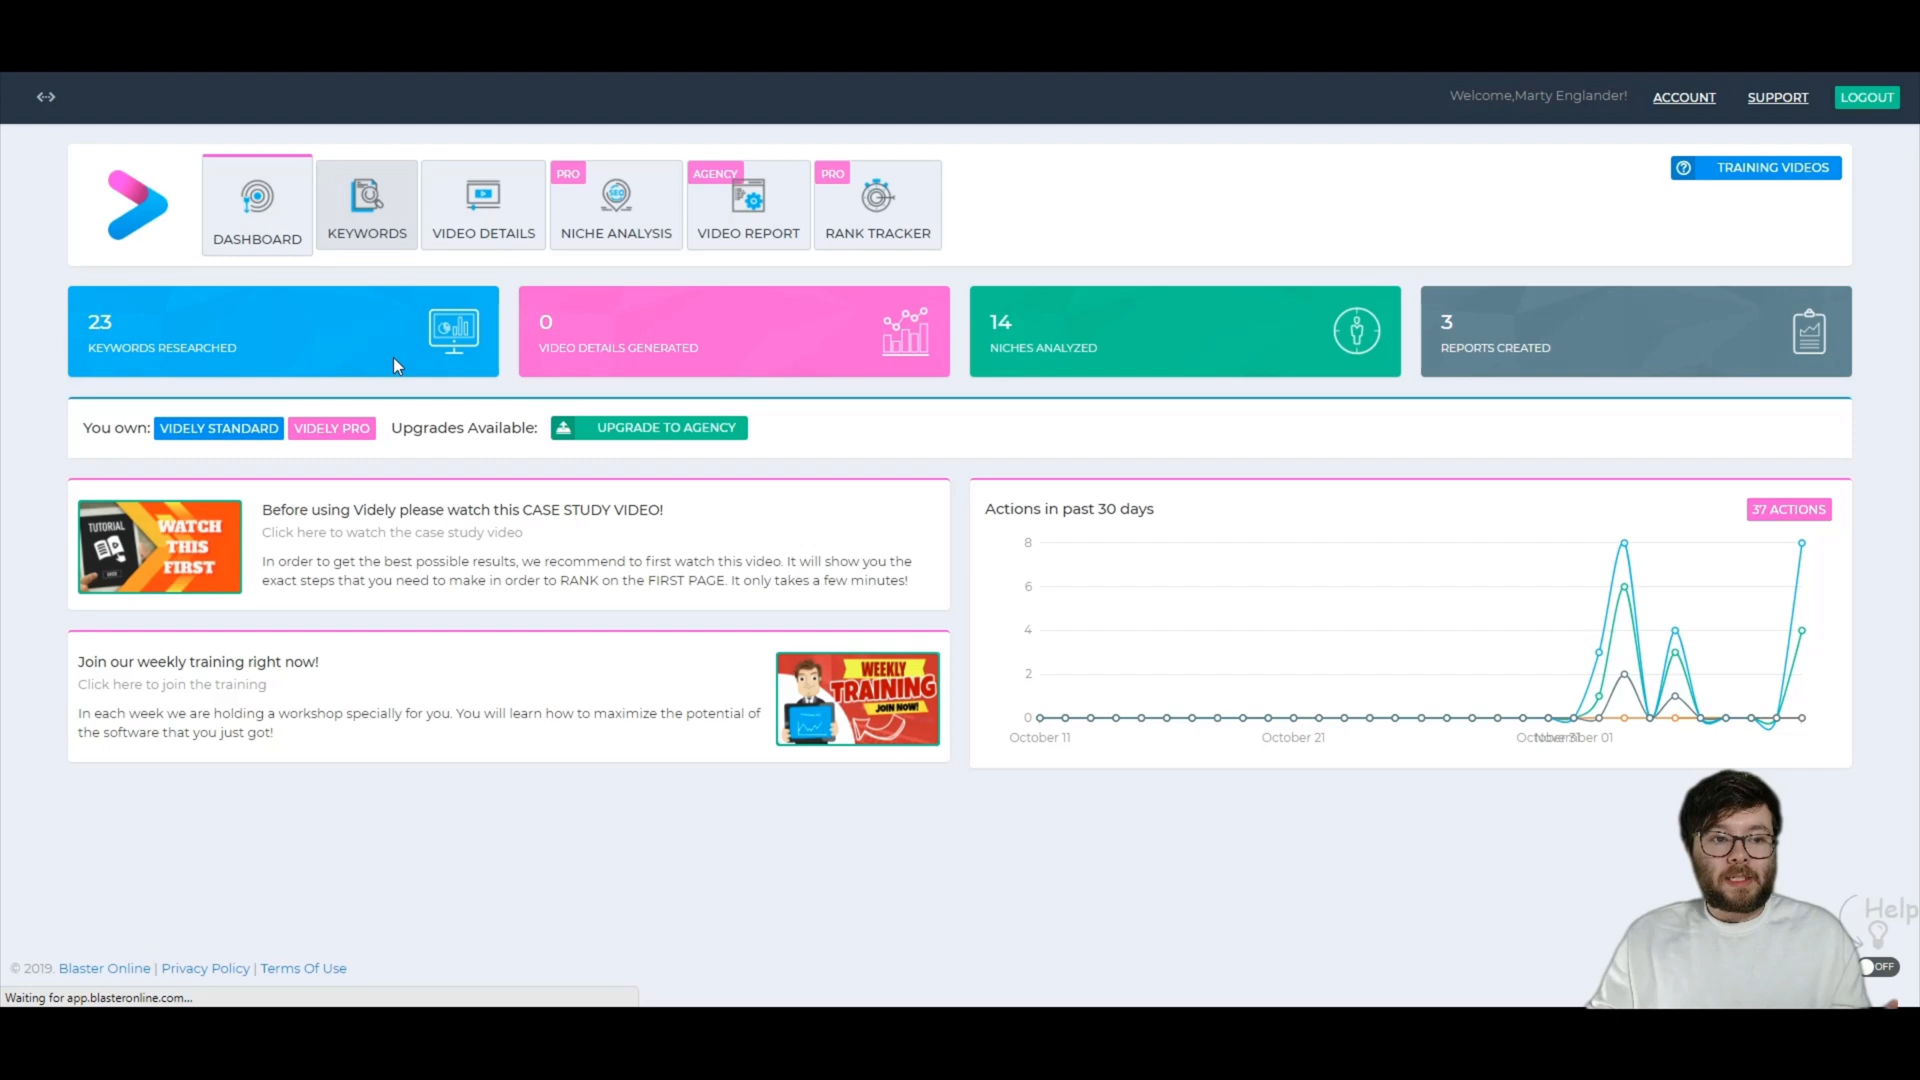 Welcome,Marty Englander!
ACCOUNT
SUPPORT
LOGOUT
DASHBOARD
KEYWORDS
VIDEO DETAILS
PRO
NICHE ANALYSIS
AGENCY
VIDEO REPORT
PRO
RANK TRACKER
TRAINING VIDEOS
23
KEYWORDS RESEARCHED
0
VIDEO DETAILS GENERATED
14
NICHES ANALYZED
3
REPORTS CREATED
You own: VIDELY STANDARD VIDELY PRO Upgrades Available: UPGRADE TO AGENCY
TUTORIAL
WATCH
THIS
FIRST
Before using Videly please watch this CASE STUDY VIDEO!
Click here to watch the case study video
In order to get the best possible results, we recommend to first watch this video. It will show you the
exact steps that you need to make in order to RANK on the FIRST PAGE. It only takes a few minutes!
Join our weekly training right now!
Click here to join the training
In each week we are holding a workshop specially for you. You will learn how to maximize the potential of
the software that you just got!
WEEKLY
TRAINING
JOIN NOW!
Actions in past 30 days
37 ACTIONS
8
6
4
2
0
October 11
October 21
October 31
November 01
Help
OFF
© 2019. Blaster Online | Privacy Policy | Terms Of Use
Waiting for app.blasteronline.com...